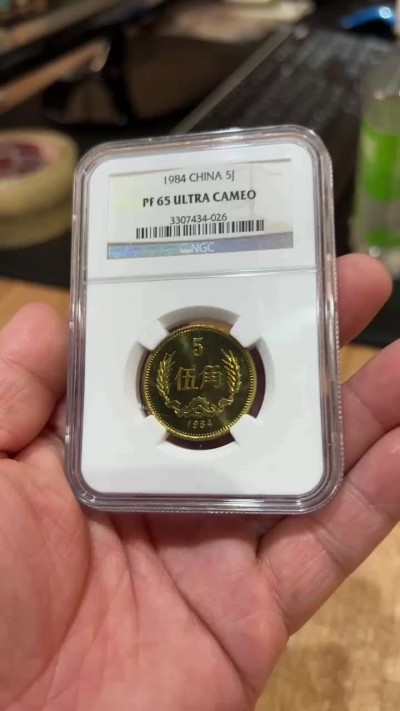 1984 CHINA 5J
PF 65 ULTRA CAMEO
3307434-026
NGC
5
伍角
1984